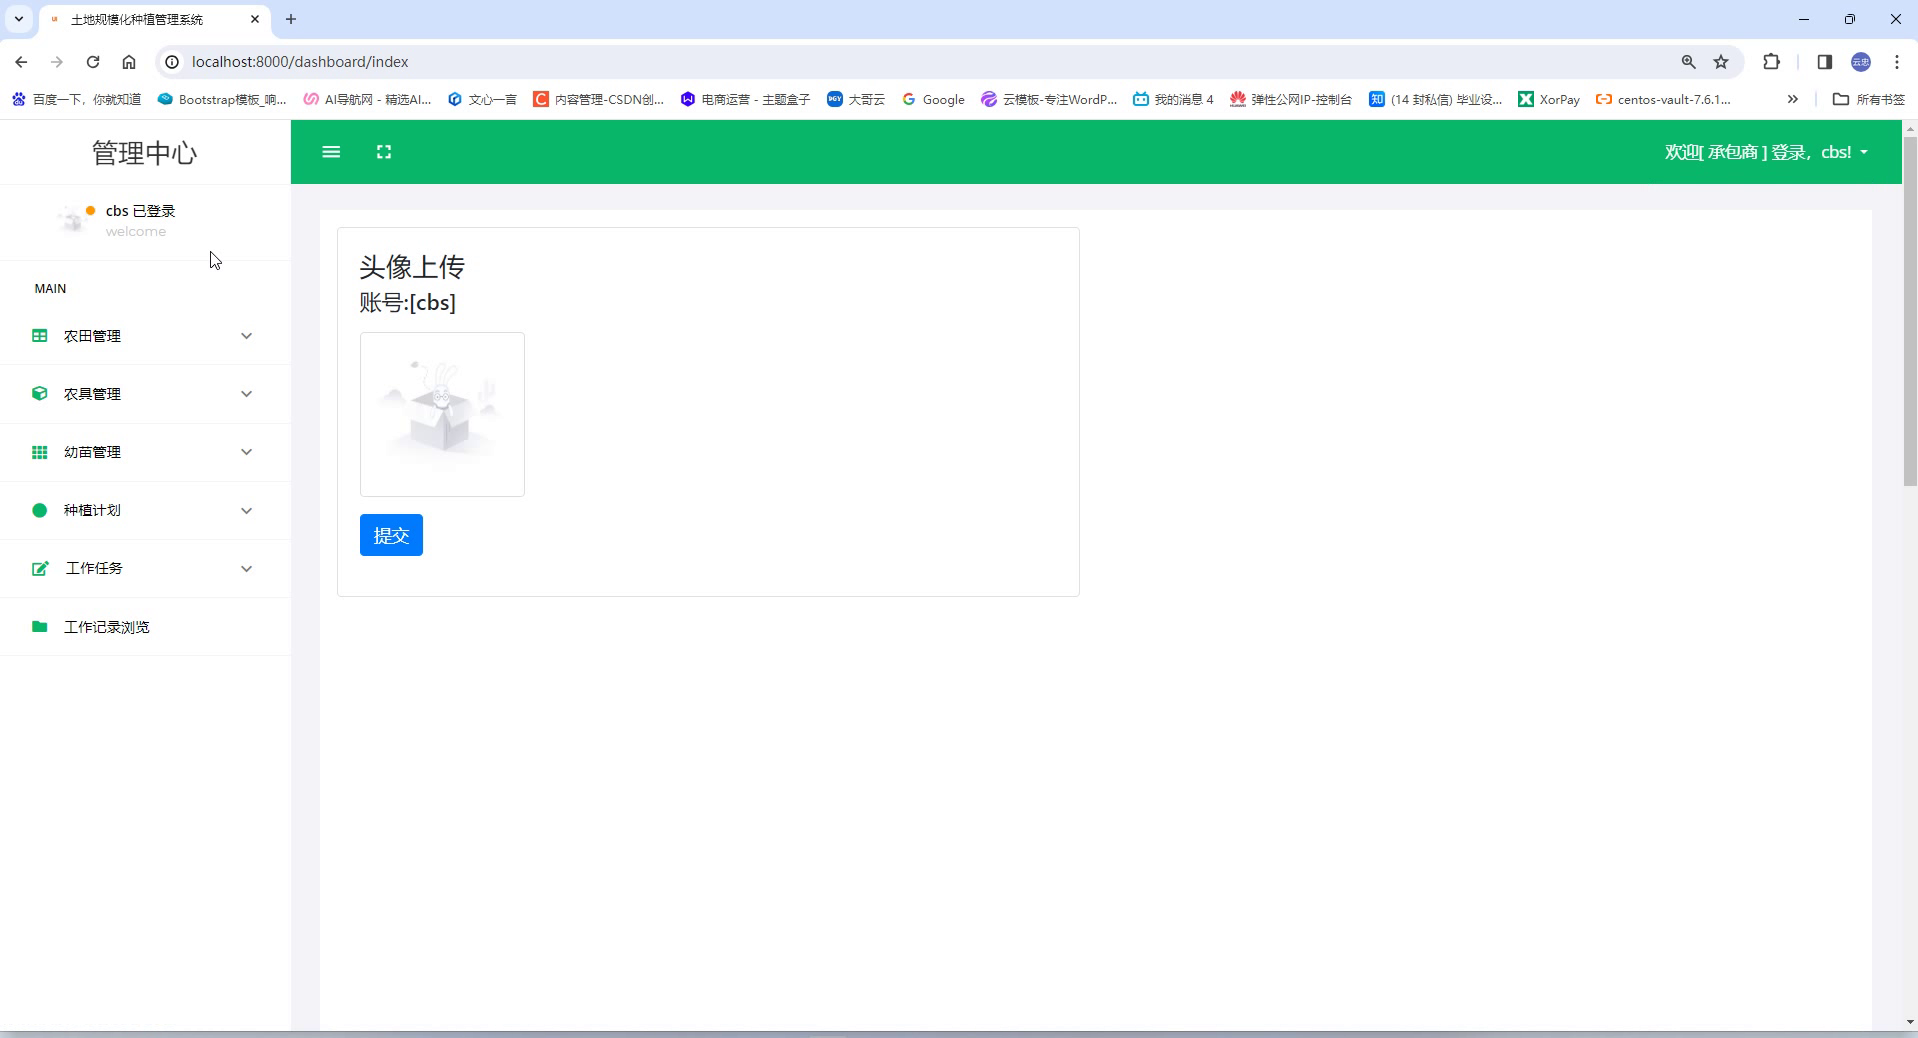 土地规模化种植管理系统
localhost:8000/dashboard/index
云忠
百度一下，你就知道
Bootstrap模板_响...
AI导航网 - 精选AI...
文心一言
内容管理-CSDN创...
电商运营 - 主题盒子
大哥云
Google
云模板-专注WordP...
我的消息 4
弹性公网IP-控制台
知 (14 封私信) 毕业设...
XorPay
centos-vault-7.6.1...
所有书签
管理中心
欢迎[ 承包商 ] 登录，cbs!
cbs 已登录
welcome
MAIN
农田管理
农具管理
幼苗管理
种植计划
工作任务
工作记录浏览
头像上传
账号:[cbs]
提交